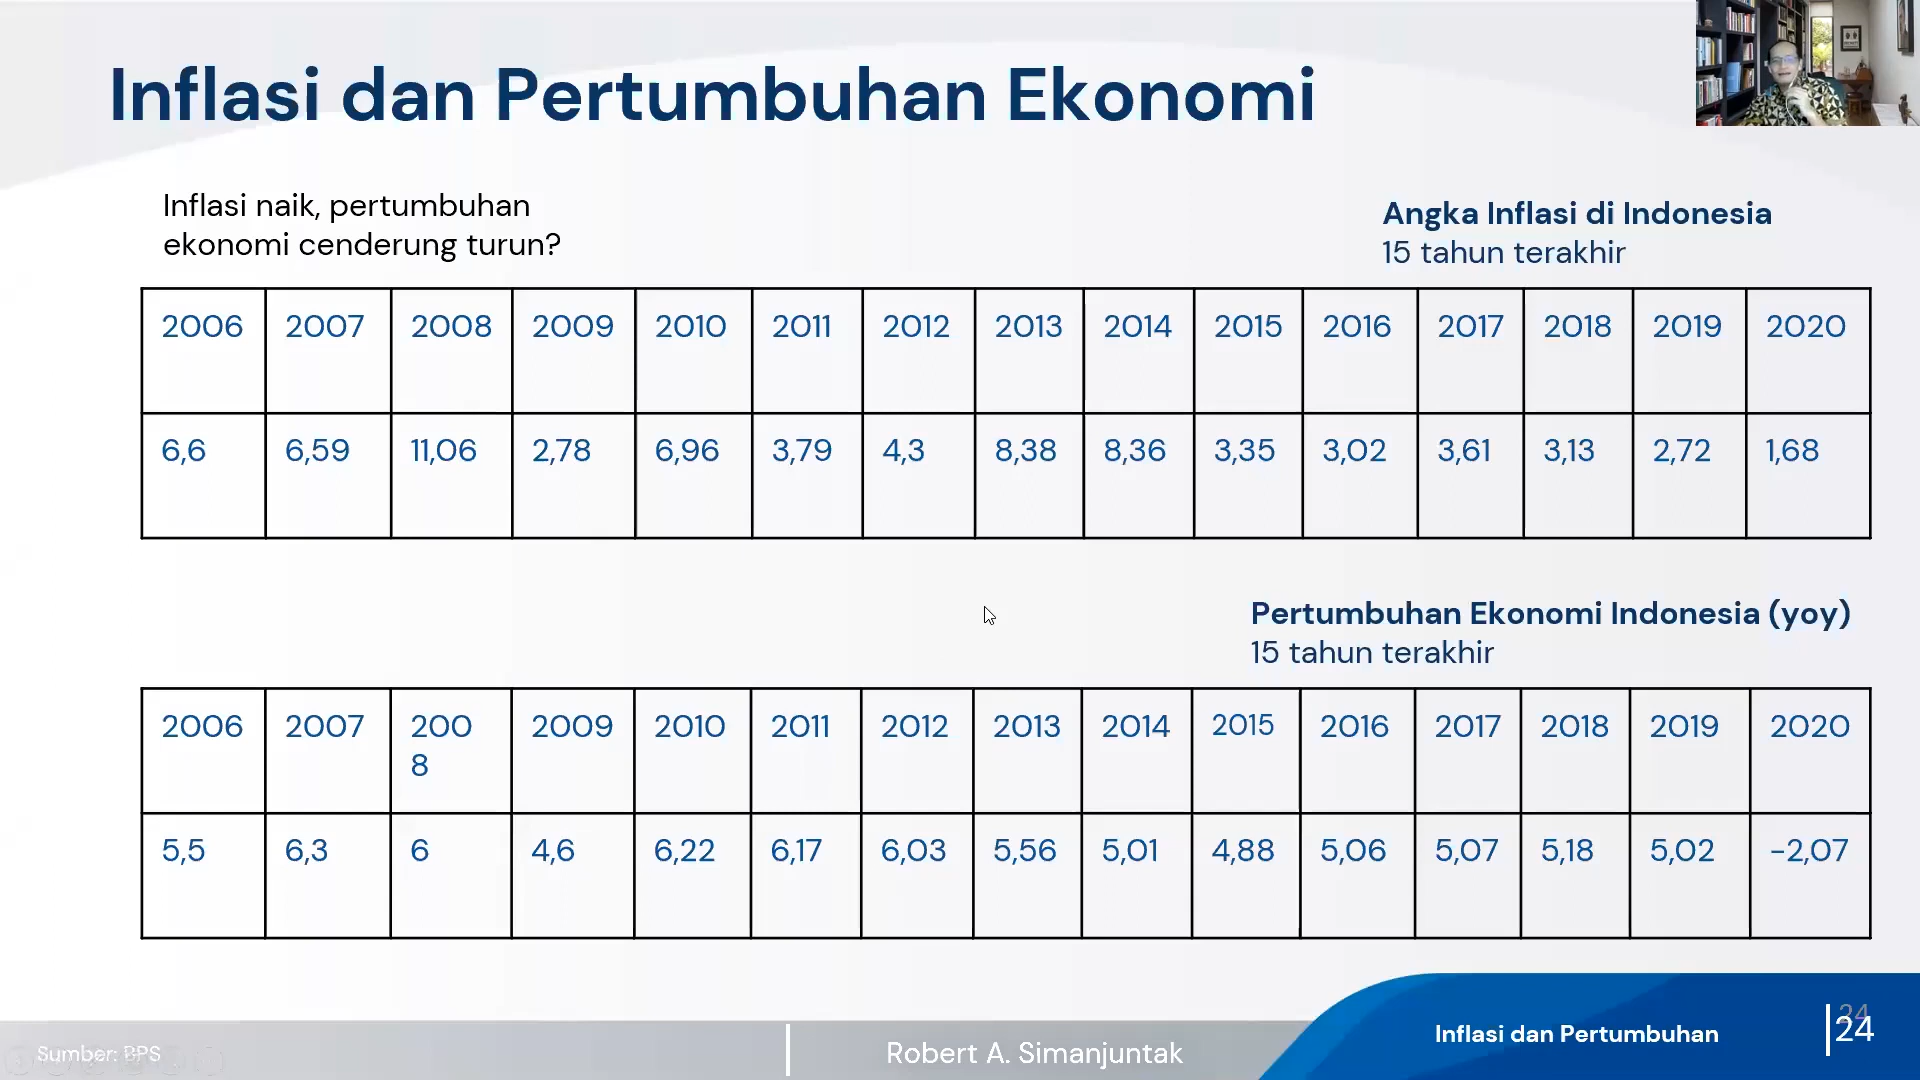 Inflasi dan Pertumbuhan Ekonomi
Inflasi naik, pertumbuhan
ekonomi cenderung turun?
Angka Inflasi di Indonesia
15 tahun terakhir
2006 2007 2008 2009 2010 2011 2012 2013 2014 2015 2016 2017 2018 2019 2020
6,6 6,59 11,06 2,78 6,96 3,79 4,3 8,38 8,36 3,35 3,02 3,61 3,13 2,72 1,68
Pertumbuhan Ekonomi Indonesia (yoy)
15 tahun terakhir
2006 2007 200 2009 2010 2011 2012 2013 2014 2015 2016 2017 2018 2019 2020
8
5,5 6,3 6 4,6 6,22 6,17 6,03 5,56 5,01 4,88 5,06 5,07 5,18 5,02 -2,07
Sumber: BPS
Robert A. Simanjuntak
Inflasi dan Pertumbuhan
24
24